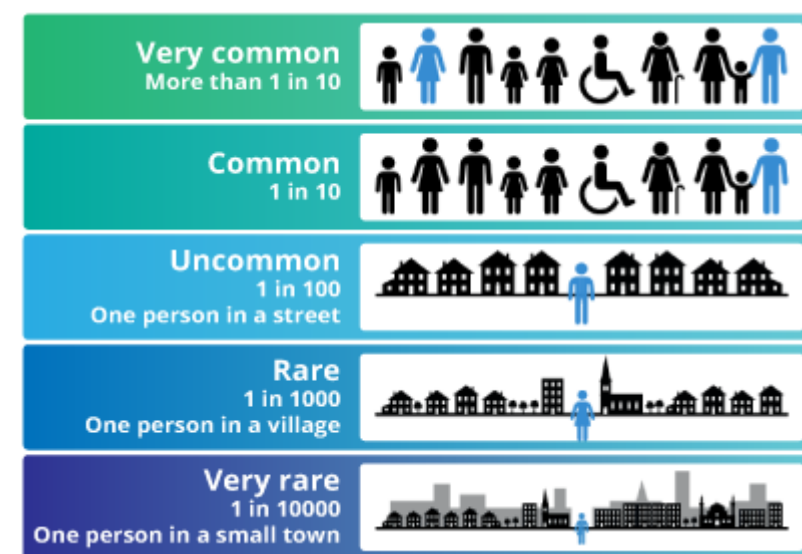 Very common
More than 1 in 10
Common
1 in 10
Uncommon
1 in 100
One person in a street
Rare
1 in 1000
One person in a village
Very rare
1 in 10000
One person in a small town